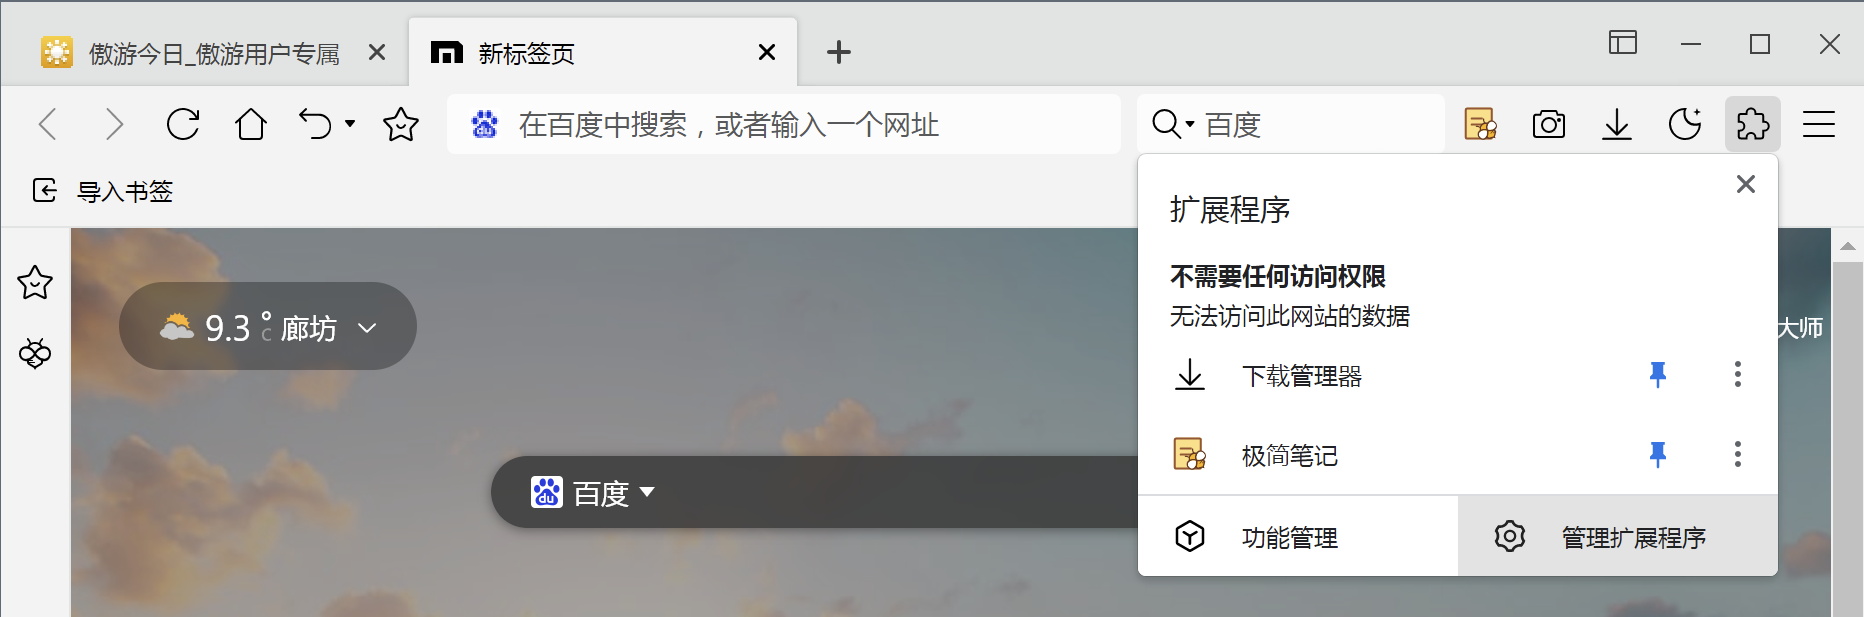 傲游今日_傲游用户专属
新标签页
在百度中搜索，或者输入一个网址
百度
导入书签
扩展程序
不需要任何访问权限
无法访问此网站的数据
大师
9.3 °C 廊坊
下载管理器
极简笔记
du 百度
功能管理
管理扩展程序